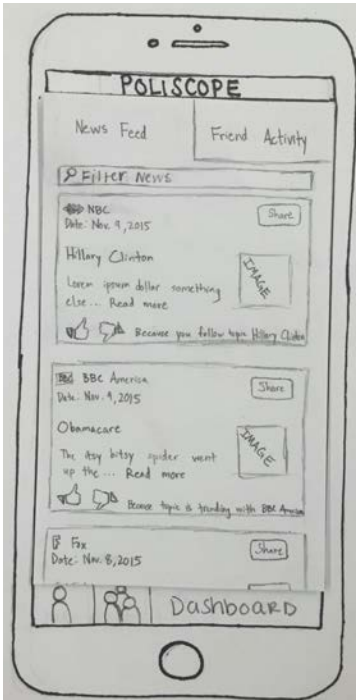 POLISCOPE
News Feed
Friend Activity
Filter News
NBC
Share
Date: Nov. 9, 2015
Hillary Clinton
IMAGE
Lorem ipsum dollar something
else... Read more
Because you follow topic Hillary Clinton
BBC America
Share
Date: Nov. 9, 2015
Obamacare
IMAGE
The itsy bitsy spider went
up the ... Read more
Because topic is trending with BBC America
Fox
Share
Date: Nov. 8, 2015
Dashboard